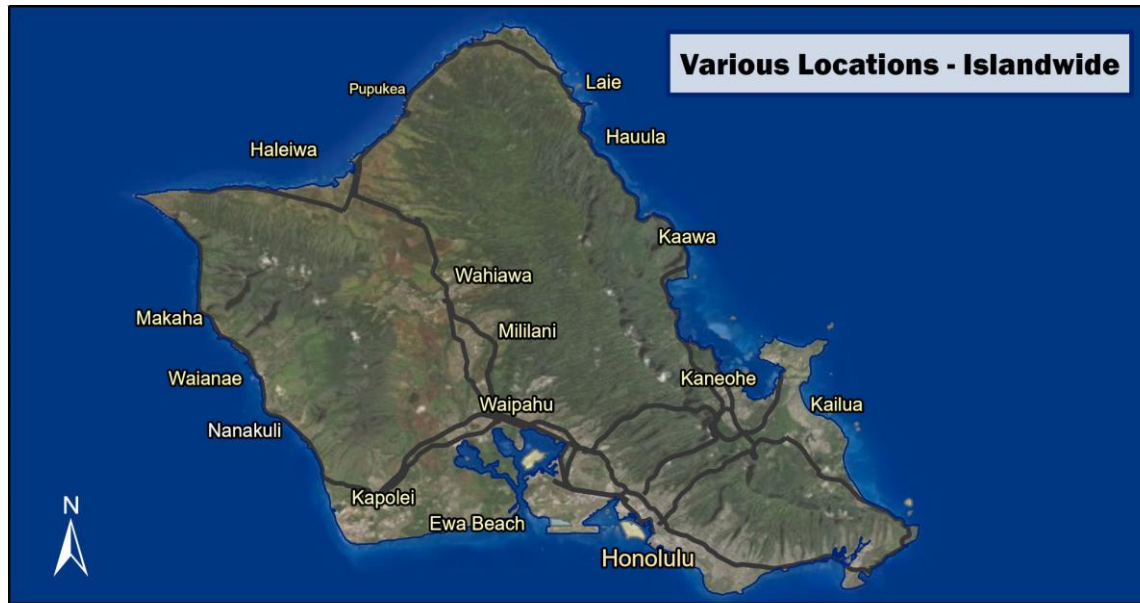 Various Locations - Islandwide
Laie
Pupukea
Hauula
Haleiwa
Kaawa
Wahiawa
Makaha
Mililani
Waianae
Kaneohe
Waipahu
Kailua
Nanakuli
Kapolei
N
Ewa Beach
Honolulu